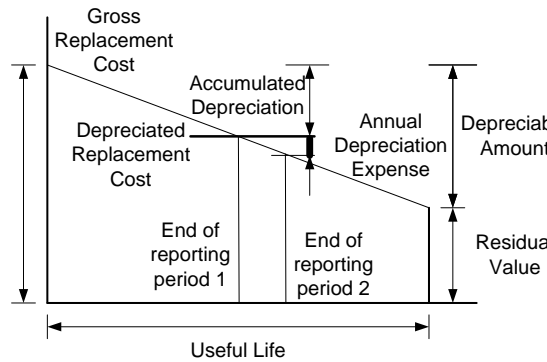 Gross
Replacement
Cost
Accumulated
Depreciation
Depreciated
Replacement
Cost
Annual
Depreciation
Expense
Depreciab
Amount
End of
reporting
period 1
End of
reporting
period 2
Residua
Value
Useful Life